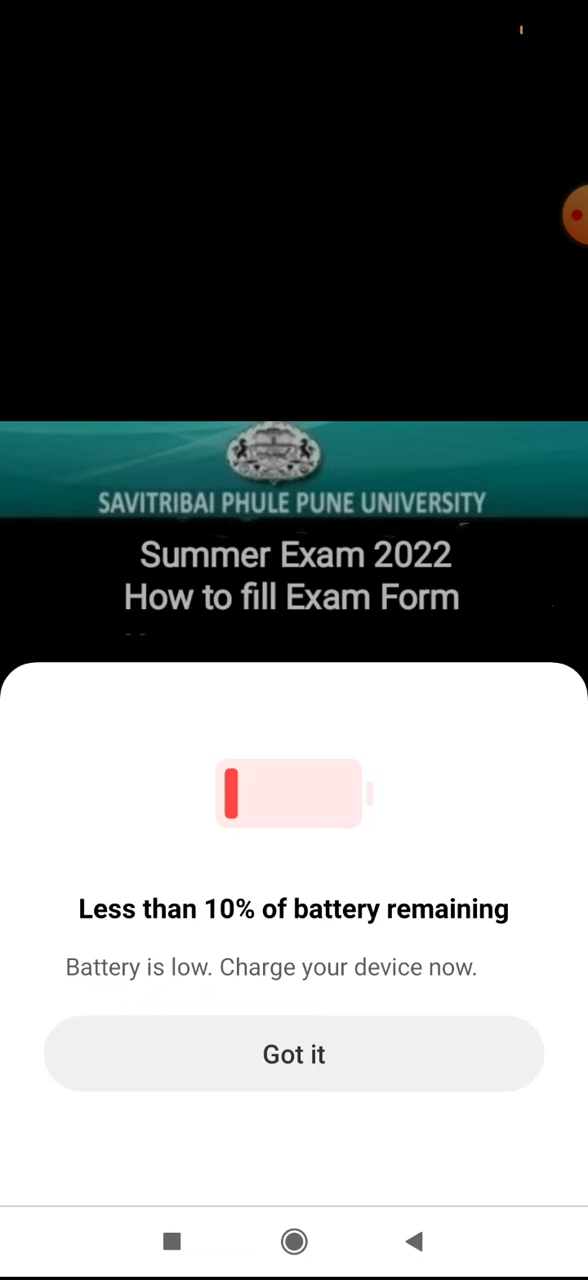 SAVITRIBAI PHULE PUNE UNIVERSITY
Summer Exam 2022
How to fill Exam Form
Less than 10% of battery remaining
Battery is low. Charge your device now.
Got it